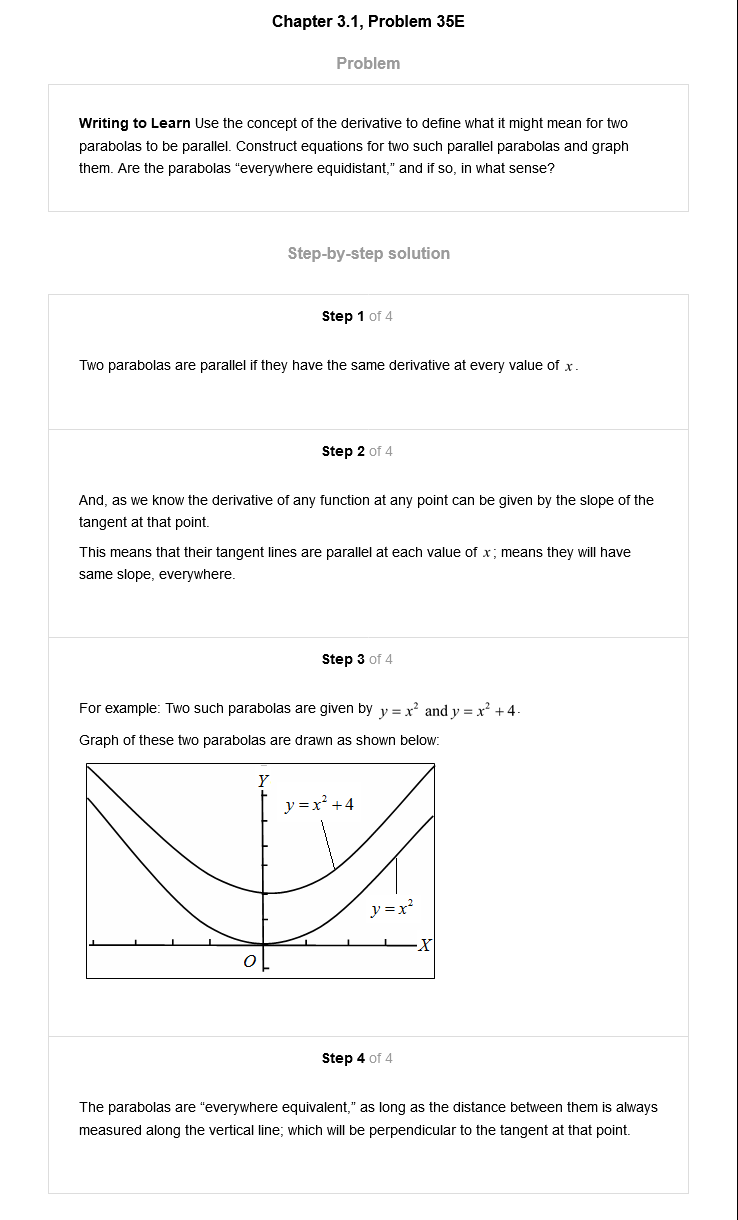 Chapter 3.1, Problem 35E
Problem
Writing to Learn Use the concept of the derivative to define what it might mean for two
parabolas to be parallel. Construct equations for two such parallel parabolas and graph
them. Are the parabolas “everywhere equidistant,” and if so, in what sense?
Step-by-step solution
Step 1 of 4
Two parabolas are parallel if they have the same derivative at every value of x.
Step 2 of 4
And, as we know the derivative of any function at any point can be given by the slope of the
tangent at that point.
This means that their tangent lines are parallel at each value of x; means they will have
same slope, everywhere.
Step 3 of 4
For example: Two such parabolas are given by y = x² and y = x² + 4.
Graph of these two parabolas are drawn as shown below:
Y
y = x² + 4
y = x²
X
O
Step 4 of 4
The parabolas are “everywhere equivalent,” as long as the distance between them is always
measured along the vertical line; which will be perpendicular to the tangent at that point.